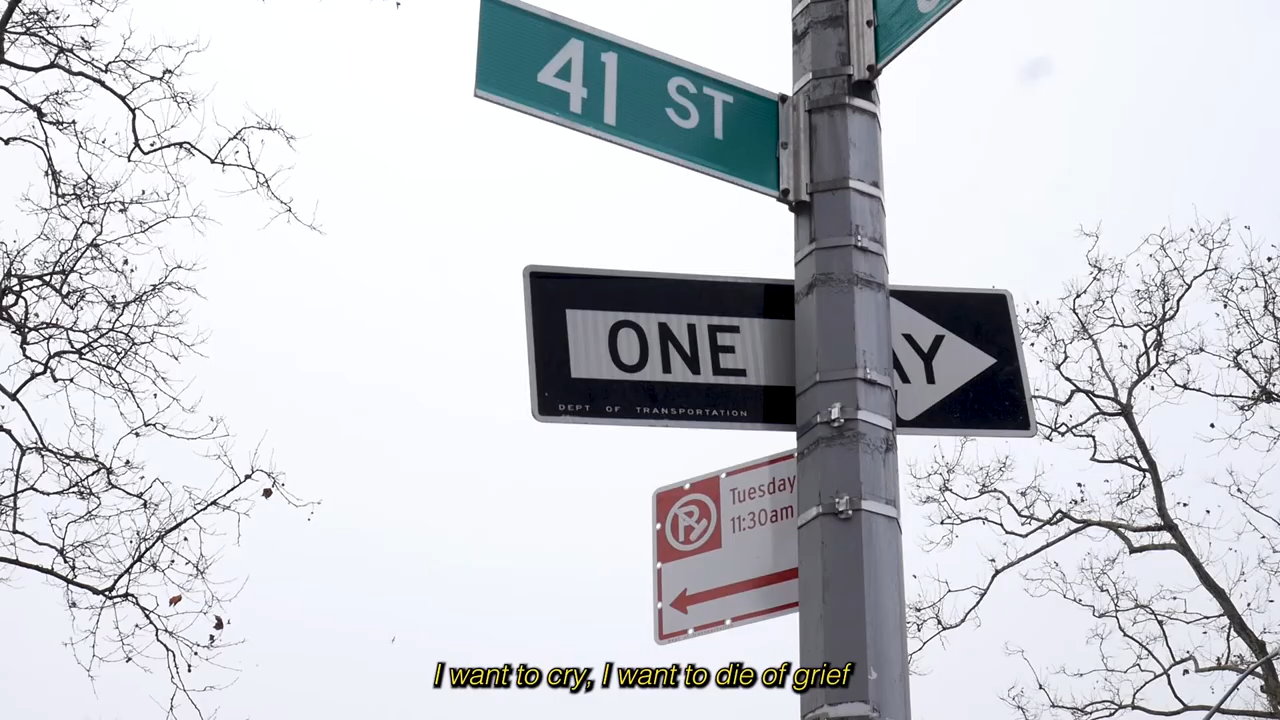 41 ST
ONE
AY
DEPT OF TRANSPORTATION
Tuesday
11:30am
I want to cry, I want to die of grief